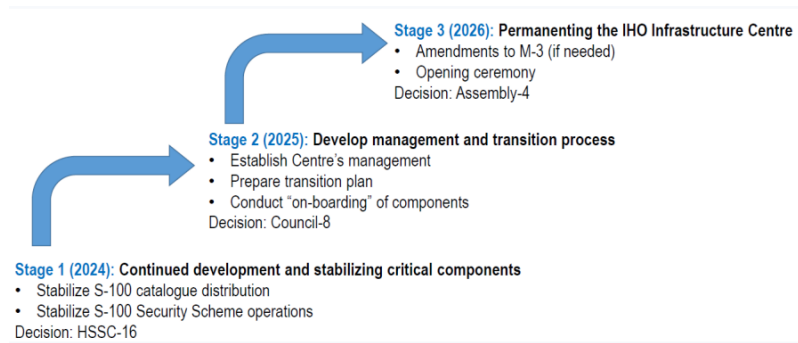 Stage 3 (2026): Permanenting the IHO Infrastructure Centre
• Amendments to M-3 (if needed)
• Opening ceremony
Decision: Assembly-4
Stage 2 (2025): Develop management and transition process
• Establish Centre's management
• Prepare transition plan
• Conduct “on-boarding” of components
Decision: Council-8
Stage 1 (2024): Continued development and stabilizing critical components
• Stabilize S-100 catalogue distribution
• Stabilize S-100 Security Scheme operations
Decision: HSSC-16